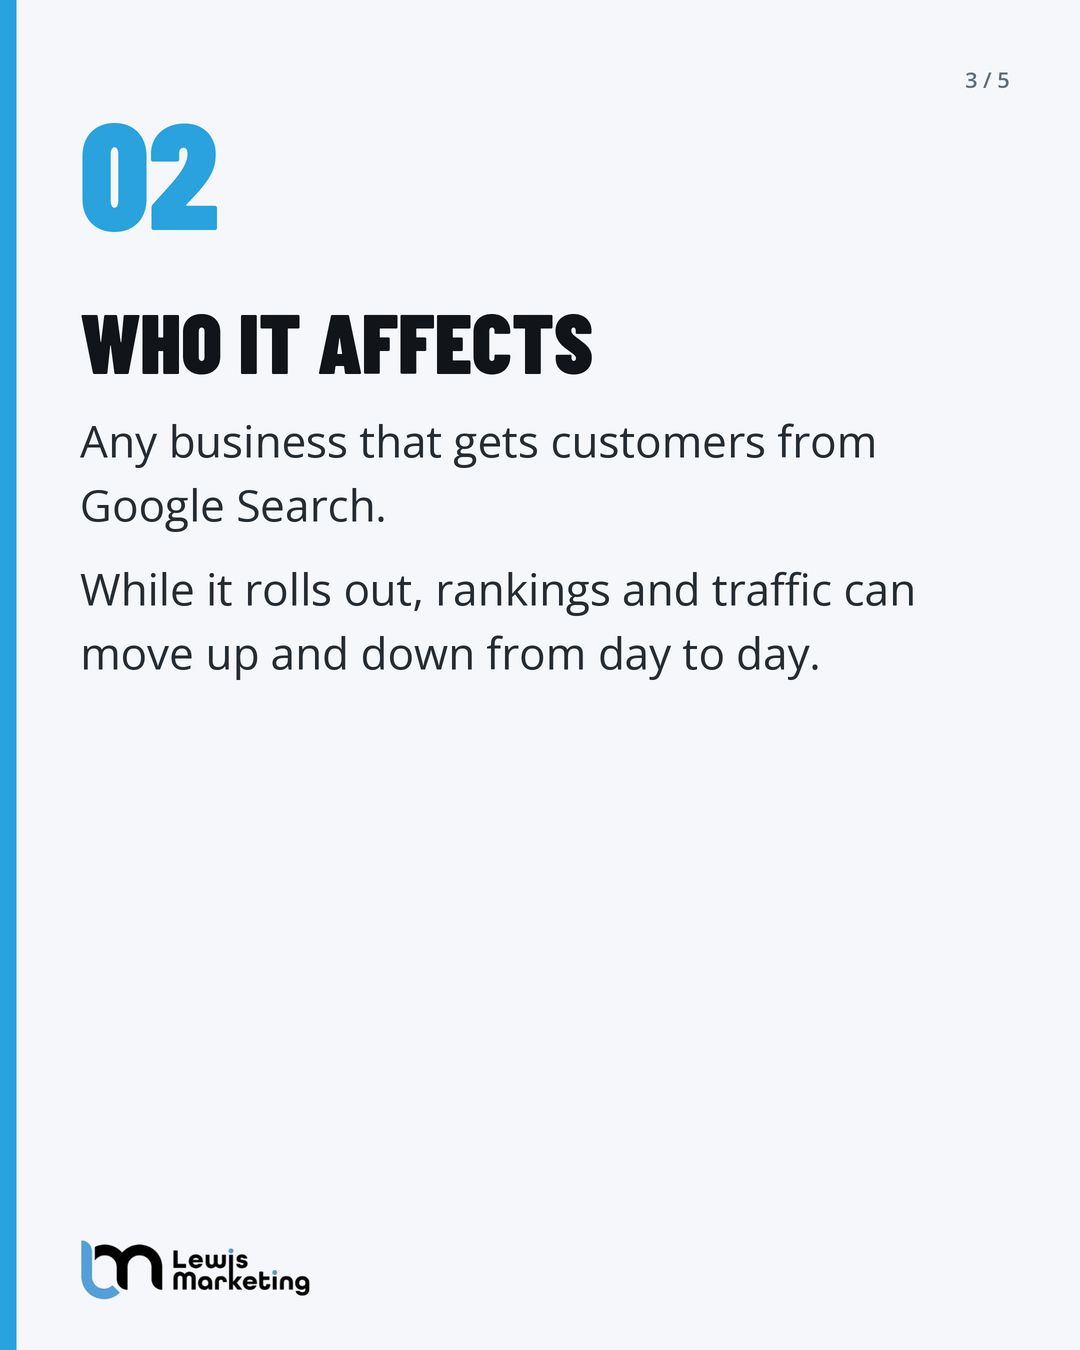 3 / 5
02
WHO IT AFFECTS
Any business that gets customers from
Google Search.
While it rolls out, rankings and traffic can
move up and down from day to day.
Lewis
Marketing